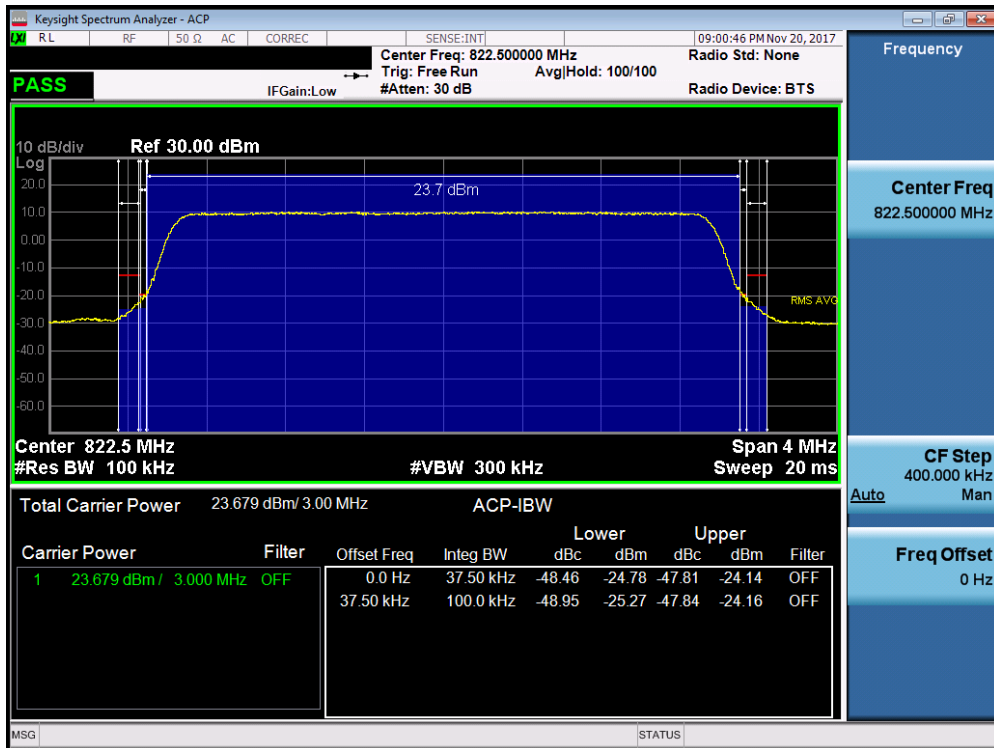 Keysight Spectrum Analyzer - ACP
LXI RL RF 50 Ω AC CORREC SENSE:INT 09:00:46 PM Nov 20, 2017
Center Freq: 822.500000 MHz Radio Std: None
Trig: Free Run Avg|Hold: 100/100
PASS IFGain:Low #Atten: 30 dB Radio Device: BTS
10 dB/div Ref 30.00 dBm
Log
20.0
23.7 dBm
10.0
0.00
-10.0
-20.0
RMS AVG
-30.0
-40.0
-50.0
-60.0
Center 822.5 MHz Span 4 MHz
#Res BW 100 kHz #VBW 300 kHz Sweep 20 ms
Total Carrier Power 23.679 dBm/ 3.00 MHz ACP-IBW
Lower Upper
Carrier Power Filter Offset Freq Integ BW dBc dBm dBc dBm Filter
1 23.679 dBm / 3.000 MHz OFF 0.0 Hz 37.50 kHz -48.46 -24.78 -47.81 -24.14 OFF
37.50 kHz 100.0 kHz -48.95 -25.27 -47.84 -24.16 OFF
MSG STATUS
Frequency
Center Freq
822.500000 MHz
CF Step
400.000 kHz
Auto Man
Freq Offset
0 Hz